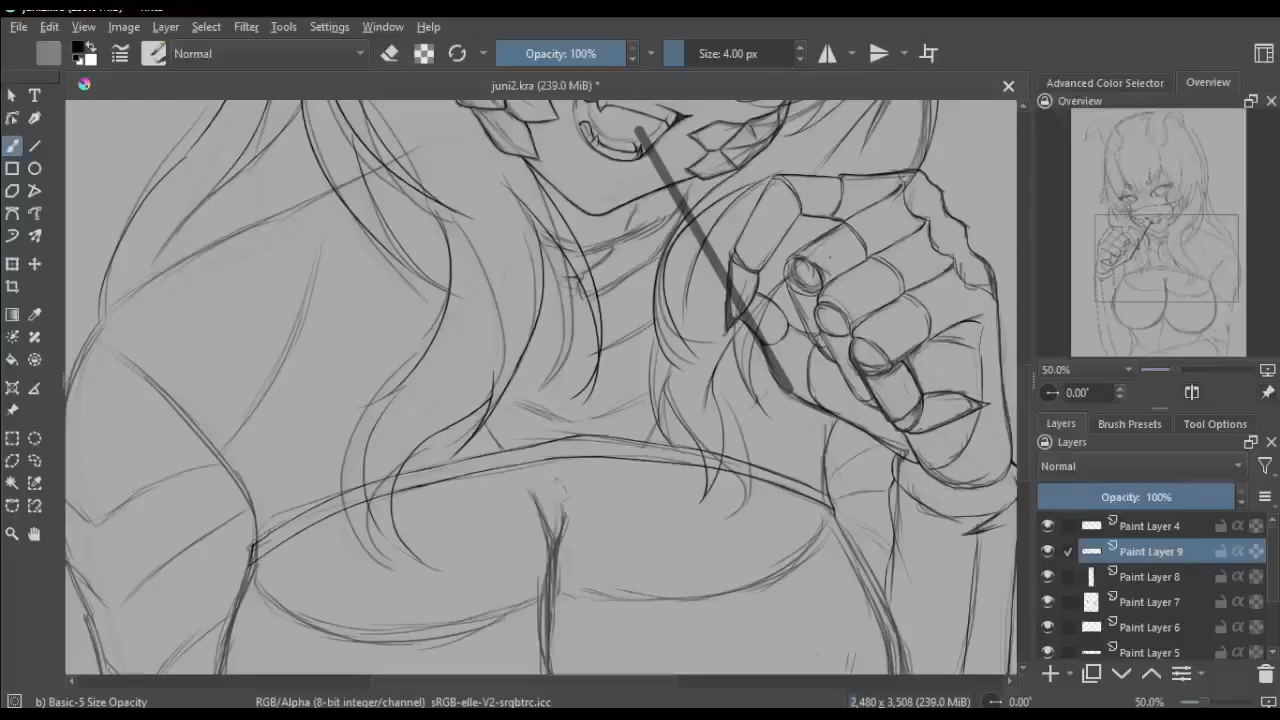 File Edit View Image Layer Select Filter Tools Settings Window Help
Normal Opacity: 100% Size: 4.00 px
juni2.kra (239.0 MiB) *
Advanced Color Selector Overview
Overview
50.0%
0.00°
Layers Brush Presets Tool Options
Layers
Normal
Opacity: 100%
Paint Layer 4
Paint Layer 9
Paint Layer 8
Paint Layer 7
Paint Layer 6
Paint Layer 5
b) Basic-5 Size Opacity RGB/Alpha (8-bit integer/channel) sRGB-elle-V2-srgbtrc.icc 2,480 x 3,508 (239.0 MiB) 0.00° 50.0%